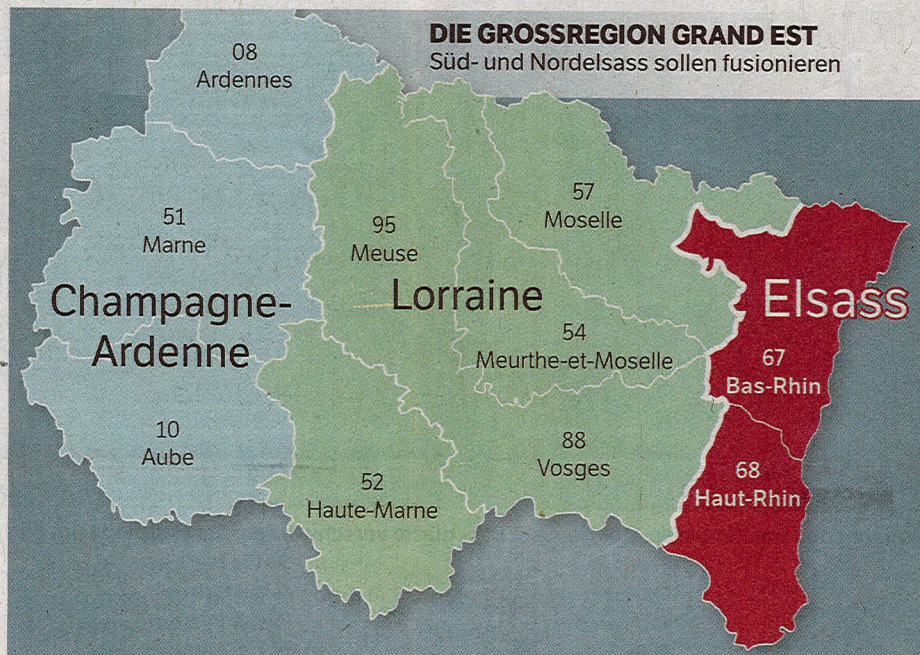 DIE GROSSREGION GRAND EST
Süd- und Nordelsass sollen fusionieren
08
Ardennes
51
Marne
95
Meuse
57
Moselle
Champagne-
Ardenne
Lorraine
Elsass
54
Meurthe-et-Moselle
67
Bas-Rhin
10
Aube
88
Vosges
52
Haute-Marne
68
Haut-Rhin